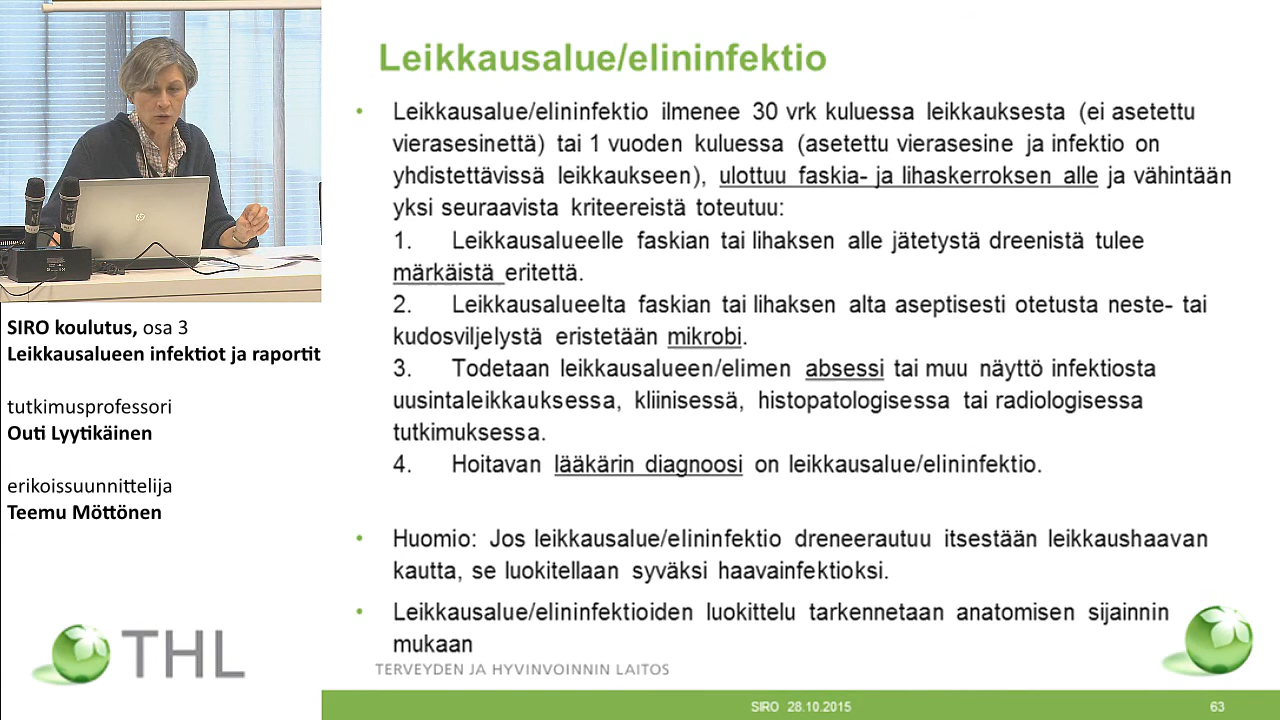 Leikkausalue/elininfektio
• Leikkausalue/elininfektio ilmenee 30 vrk kuluessa leikkauksesta (ei asetettu
vierasesinettä) tai 1 vuoden kuluessa (asetettu vierasesine ja infektio on
yhdistettävissä leikkaukseen), ulottuu faskia- ja lihaskerroksen alle ja vähintään
yksi seuraavista kriteereistä toteutuu:
1. Leikkausalueelle faskian tai lihaksen alle jätetystä dreenistä tulee
märkäistä eritettä.
2. Leikkausalueelta faskian tai lihaksen alta aseptisesti otetusta neste- tai
kudosviljelystä eristetään mikrobi.
3. Todetaan leikkausalueen/elimen absessi tai muu näyttö infektiosta
uusintaleikkauksessa, kliinisessä, histopatologisessa tai radiologisessa
tutkimuksessa.
4. Hoitavan lääkärin diagnoosi on leikkausalue/elininfektio.
• Huomio: Jos leikkausalue/elininfektio dreneerautuu itsestään leikkaushaavan
kautta, se luokitellaan syväksi haavainfektioksi.
• Leikkausalue/elininfektioiden luokittelu tarkennetaan anatomisen sijainnin
mukaan
TERVEYDEN JA HYVINVOINNIN LAITOS
SIRO 28.10.2015
63
SIRO koulutus, osa 3
Leikkausalueen infektiot ja raportit
tutkimusprofessori
Outi Lyytikäinen
erikoissuunnittelija
Teemu Möttönen
THL
hp